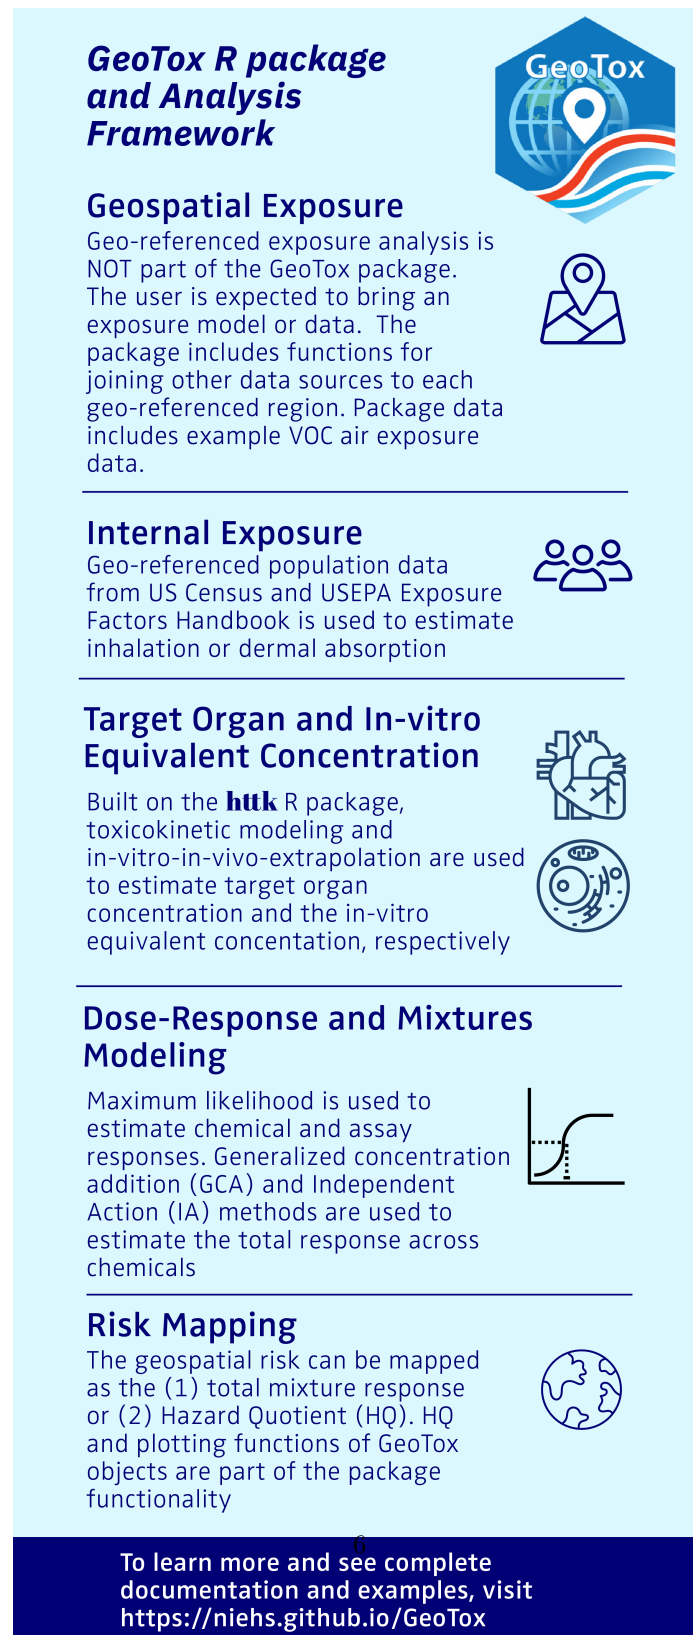 GeoTox R package
and Analysis
Framework
GeoTox
Geospatial Exposure
Geo-referenced exposure analysis is
NOT part of the GeoTox package.
The user is expected to bring an
exposure model or data.  The
package includes functions for
joining other data sources to each
geo-referenced region. Package data
includes example VOC air exposure
data.
Internal Exposure
Geo-referenced population data
from US Census and USEPA Exposure
Factors Handbook is used to estimate
inhalation or dermal absorption
Target Organ and In-vitro
Equivalent Concentration
Built on the httk R package,
toxicokinetic modeling and
in-vitro-in-vivo-extrapolation are used
to estimate target organ
concentration and the in-vitro
equivalent concentation, respectively
Dose-Response and Mixtures
Modeling
Maximum likelihood is used to
estimate chemical and assay
responses. Generalized concentration
addition (GCA) and Independent
Action (IA) methods are used to
estimate the total response across
chemicals
Risk Mapping
The geospatial risk can be mapped
as the (1) total mixture response
or (2) Hazard Quotient (HQ). HQ
and plotting functions of GeoTox
objects are part of the package
functionality
6
To learn more and see complete
documentation and examples, visit
https://niehs.github.io/GeoTox